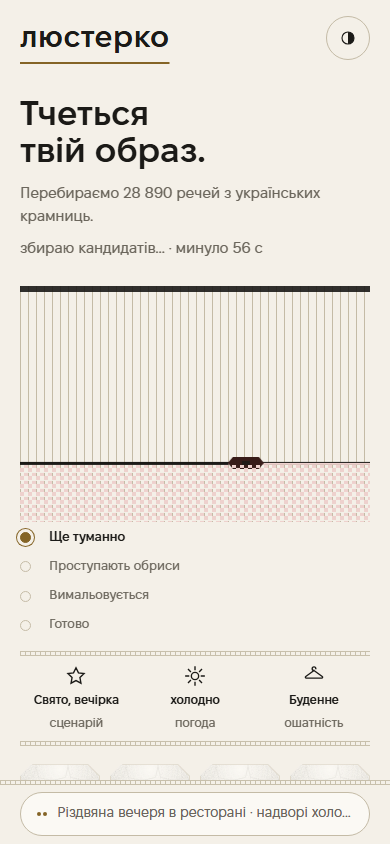 люстерко
Тчеться
твій образ.
Перебираємо 28 890 речей з українських
крамниць.
збираю кандидатів... · минуло 56 с
Ще туманно
Проступають обриси
Вимальовується
Готово
Свято, вечірка
сценарій
холодно
погода
Буденне
ошатність
Різдвяна вечеря в ресторані · надворі холо...